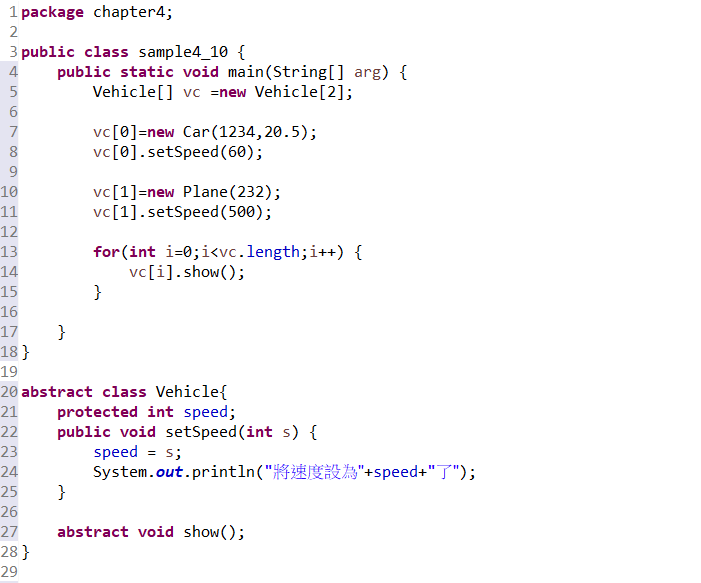 1 package chapter4;
2
3 public class sample4_10 {
4     public static void main(String[] arg) {
5         Vehicle[] vc =new Vehicle[2];
6
7         vc[0]=new Car(1234,20.5);
8         vc[0].setSpeed(60);
9
10         vc[1]=new Plane(232);
11         vc[1].setSpeed(500);
12
13         for(int i=0;i<vc.length;i++) {
14             vc[i].show();
15         }
16
17     }
18 }
19
20 abstract class Vehicle{
21     protected int speed;
22     public void setSpeed(int s) {
23         speed = s;
24         System.out.println("將速度設為"+speed+"了");
25     }
26
27     abstract void show();
28 }
29